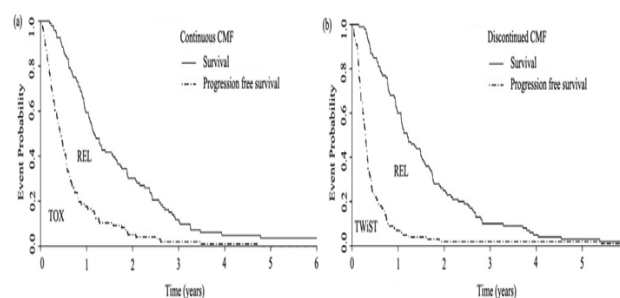 (a)
Continuous CMF
Survival
Progression free survival
REL
TOX
Event Probability
0.0 0.2 0.4 0.6 0.8 1.0
0 1 2 3 4 5 6
Time (years)
(b)
Discontinued CMF
Survival
Progression free survival
REL
TWiST
Event Probability
0.0 0.2 0.4 0.6 0.8 1.0
0 1 2 3 4 5 6
Time (years)